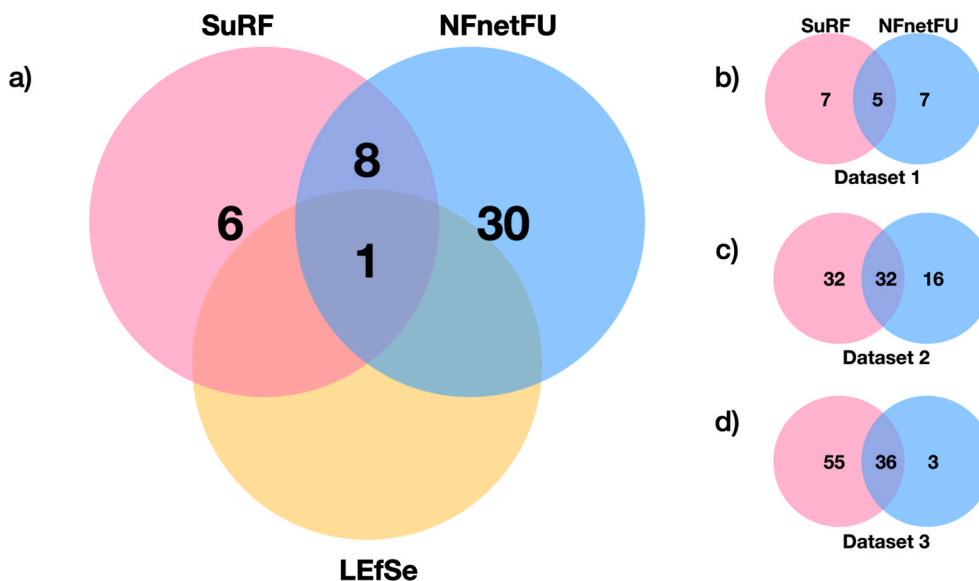 a)
SuRF NFnetFU
8
6 30
1
LEfSe
b)
SuRF NFnetFU
7 5 7
Dataset 1
c)
32 32 16
Dataset 2
d)
55 36 3
Dataset 3